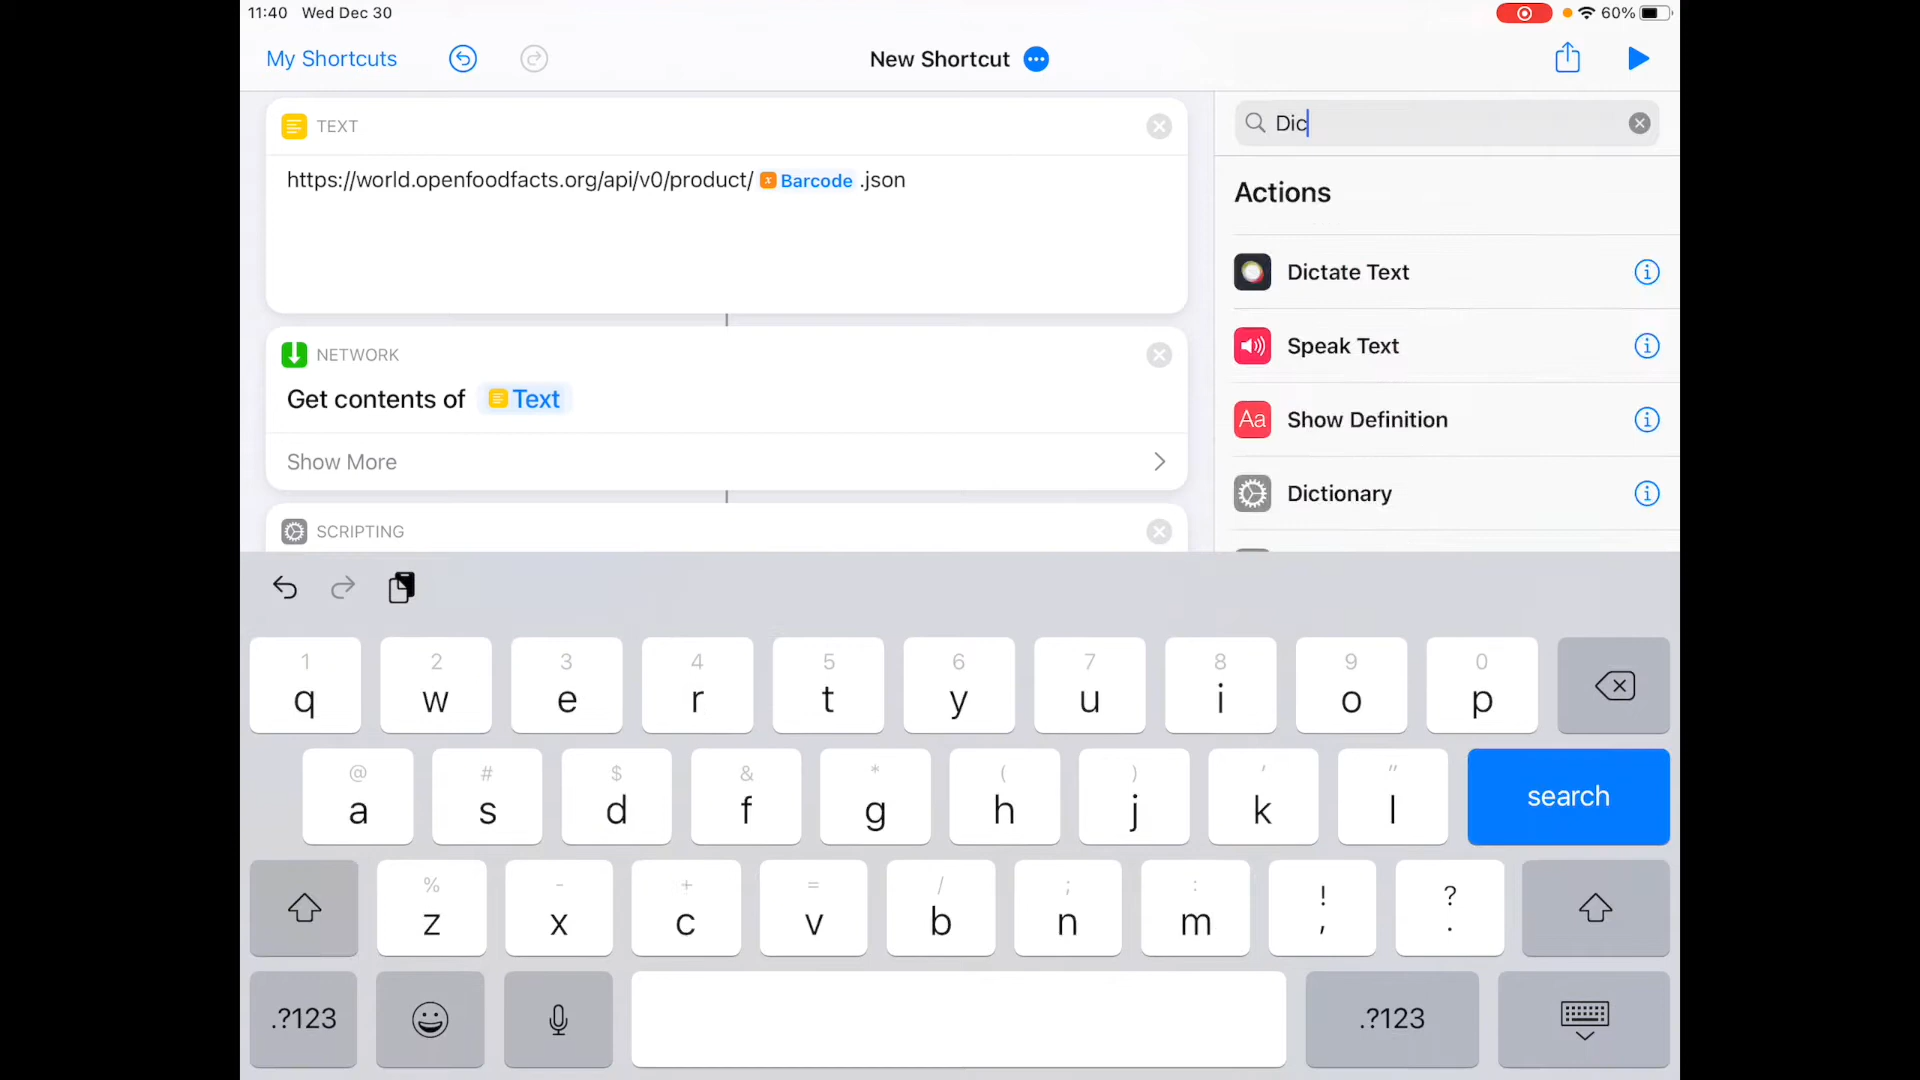 11:40 Wed Dec 30
60%
My Shortcuts
New Shortcut
TEXT
https://world.openfoodfacts.org/api/v0/product/ Barcode .json
NETWORK
Get contents of Text
Show More
SCRIPTING
Dic
Actions
Dictate Text
Speak Text
Aa Show Definition
Dictionary
1 2 3 4 5 6 7 8 9 0
q w e r t y u i o p
@ # $ & * ( ) ' "
a s d f g h j k l search
% - + = / ; : ! ?
z x c v b n m , .
.?123 .?123